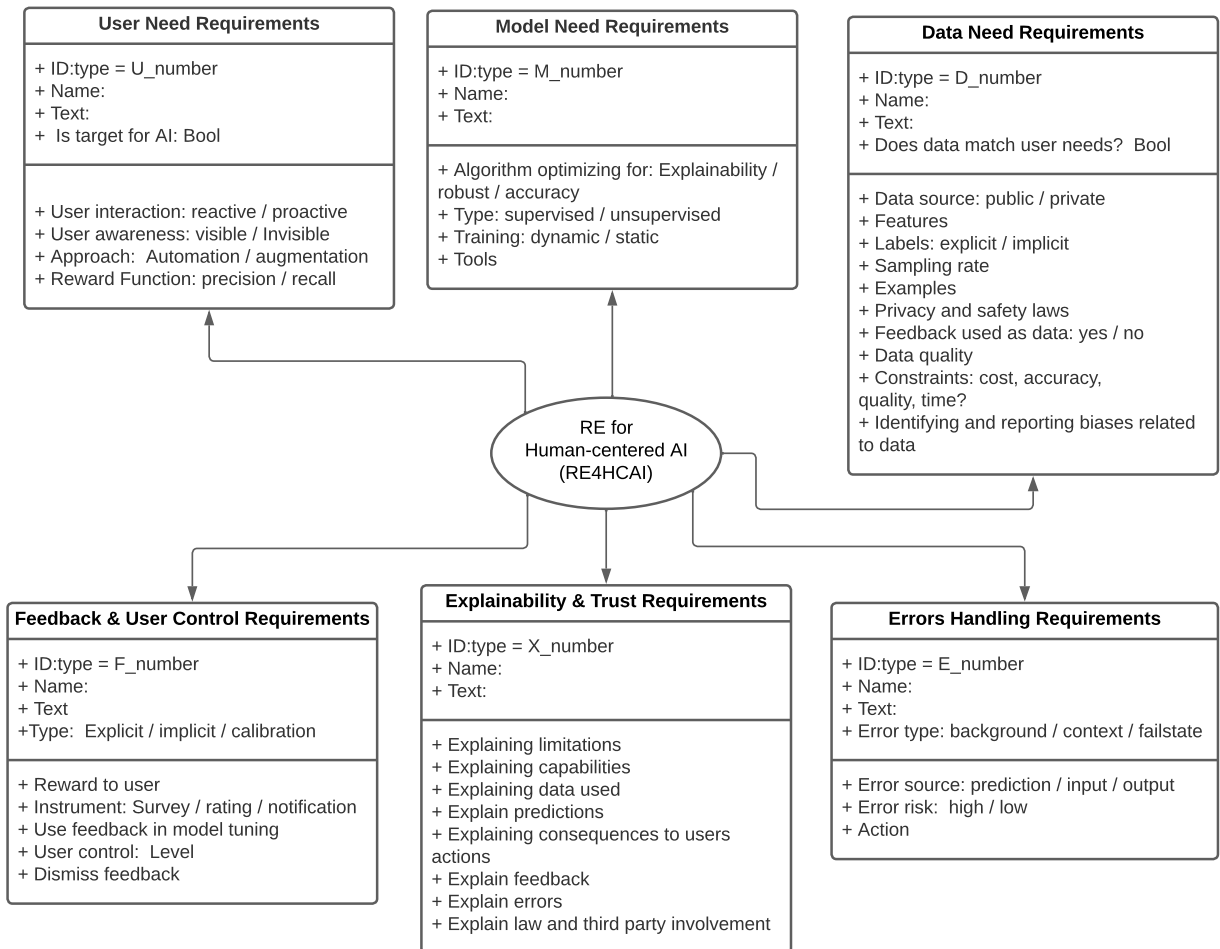 User Need Requirements
+ ID:type = U_number
+ Name:
+ Text:
+ Is target for AI: Bool
+ User interaction: reactive / proactive
+ User awareness: visible / Invisible
+ Approach: Automation / augmentation
+ Reward Function: precision / recall
Model Need Requirements
+ ID:type = M_number
+ Name:
+ Text:
+ Algorithm optimizing for: Explainability /
robust / accuracy
+ Type: supervised / unsupervised
+ Training: dynamic / static
+ Tools
Data Need Requirements
+ ID:type = D_number
+ Name:
+ Text:
+ Does data match user needs? Bool
+ Data source: public / private
+ Features
+ Labels: explicit / implicit
+ Sampling rate
+ Examples
+ Privacy and safety laws
+ Feedback used as data: yes / no
+ Data quality
+ Constraints: cost, accuracy,
quality, time?
+ Identifying and reporting biases related
to data
RE for
Human-centered AI
(RE4HCAI)
Feedback & User Control Requirements
+ ID:type = F_number
+ Name:
+ Text
+Type: Explicit / implicit / calibration
+ Reward to user
+ Instrument: Survey / rating / notification
+ Use feedback in model tuning
+ User control: Level
+ Dismiss feedback
Explainability & Trust Requirements
+ ID:type = X_number
+ Name:
+ Text:
+ Explaining limitations
+ Explaining capabilities
+ Explaining data used
+ Explain predictions
+ Explaining consequences to users
actions
+ Explain feedback
+ Explain errors
+ Explain law and third party involvement
Errors Handling Requirements
+ ID:type = E_number
+ Name:
+ Text:
+ Error type: background / context / failstate
+ Error source: prediction / input / output
+ Error risk: high / low
+ Action